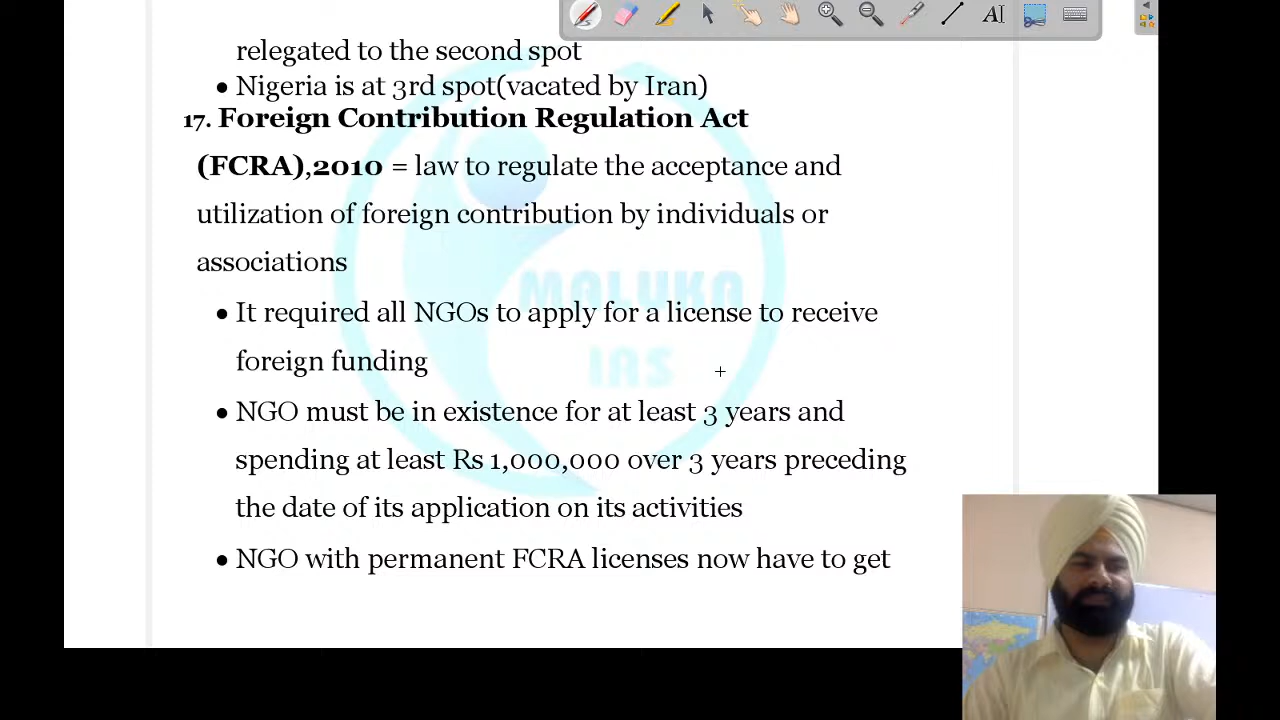 relegated to the second spot
• Nigeria is at 3rd spot(vacated by Iran)
17. Foreign Contribution Regulation Act
(FCRA),2010 = law to regulate the acceptance and
utilization of foreign contribution by individuals or
associations
MALUKA
IAS
• It required all NGOs to apply for a license to receive
foreign funding
• NGO must be in existence for at least 3 years and
spending at least Rs 1,000,000 over 3 years preceding
the date of its application on its activities
• NGO with permanent FCRA licenses now have to get